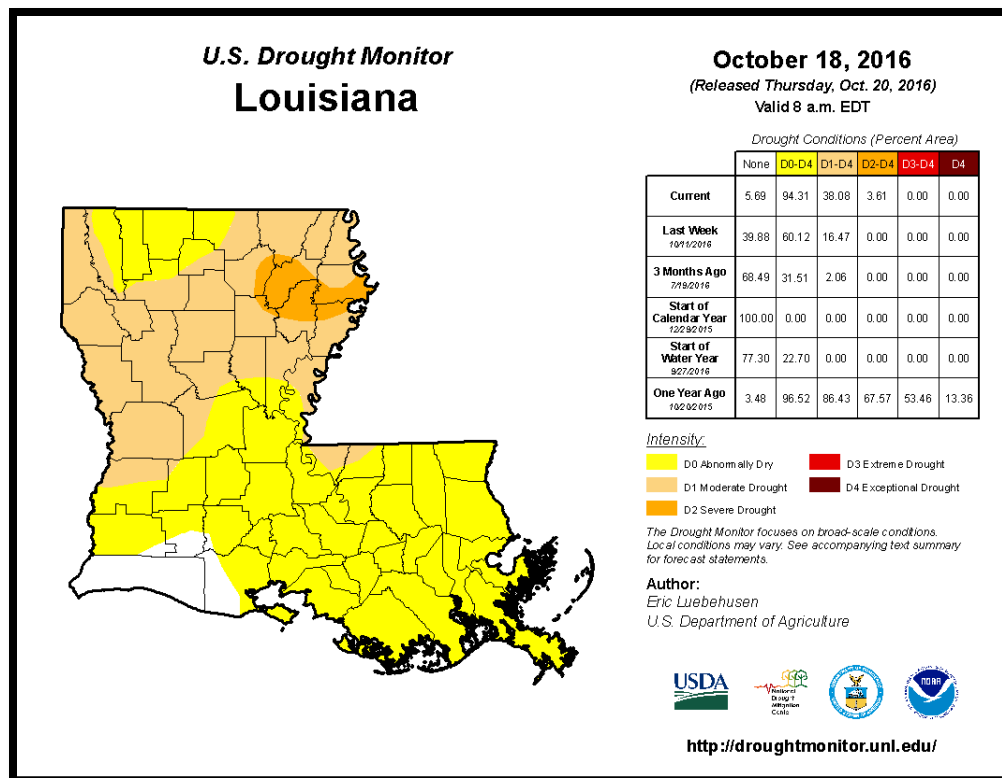 U.S. Drought Monitor
Louisiana
October 18, 2016
(Released Thursday, Oct. 20, 2016)
Valid 8 a.m. EDT
Drought Conditions (Percent Area)
None D0-D4 D1-D4 D2-D4 D3-D4 D4
Current 5.69 94.31 38.08 3.61 0.00 0.00
Last Week
10/11/2016
39.88 60.12 16.47 0.00 0.00 0.00
3 Months Ago
7/19/2016
68.49 31.51 2.06 0.00 0.00 0.00
Start of
Calendar Year
12/29/2015
100.00 0.00 0.00 0.00 0.00 0.00
Start of
Water Year
9/27/2016
77.30 22.70 0.00 0.00 0.00 0.00
One Year Ago
10/20/2015
3.48 96.52 86.43 67.57 53.46 13.36
Intensity:
D0 Abnormally Dry
D1 Moderate Drought
D2 Severe Drought
D3 Extreme Drought
D4 Exceptional Drought
The Drought Monitor focuses on broad-scale conditions.
Local conditions may vary. See accompanying text summary
for forecast statements.
Author:
Eric Luebehusen
U.S. Department of Agriculture
USDA
National
Drought
Mitigation
Center
NOAA
http://droughtmonitor.unl.edu/